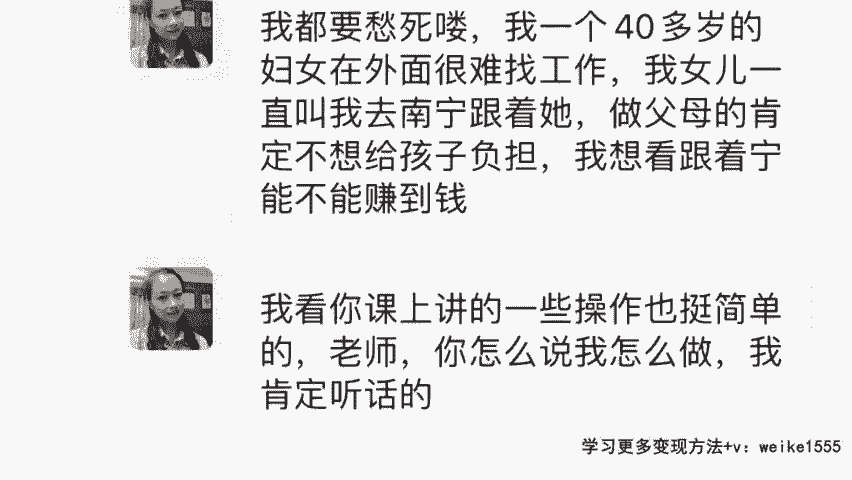 我都要愁死喽，我一个40多岁的
妇女在外面很难找工作，我女儿一
直叫我去南宁跟着她，做父母的肯
定不想给孩子负担，我想看跟着宁
能不能赚到钱
我看你课上讲的一些操作也挺简单
的，老师，你怎么说我怎么做，我
肯定听话的
学习更多变现方法+v：weike1555